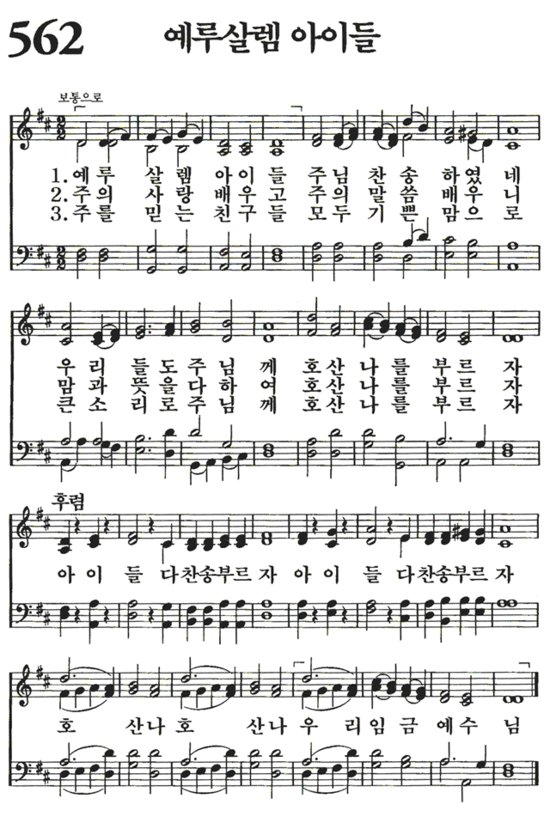 562 예루살렘 아이들
보통으로
1. 예루살렘 아이들 주님 찬송 하였네
2. 주의 사랑 배우고 주의 말씀 배우니
3. 주를 믿는 친구들 모두 기쁜 맘으로
우리들도 주님께 호산나를 부르자
맘과 뜻을 다하여 호산나를 부르자
큰 소리로 주님께 호산나를 부르자
후렴
아이들 다 찬송부르자 아이들 다 찬송부르자
호 산나 호 산나 우리 임금 예수님